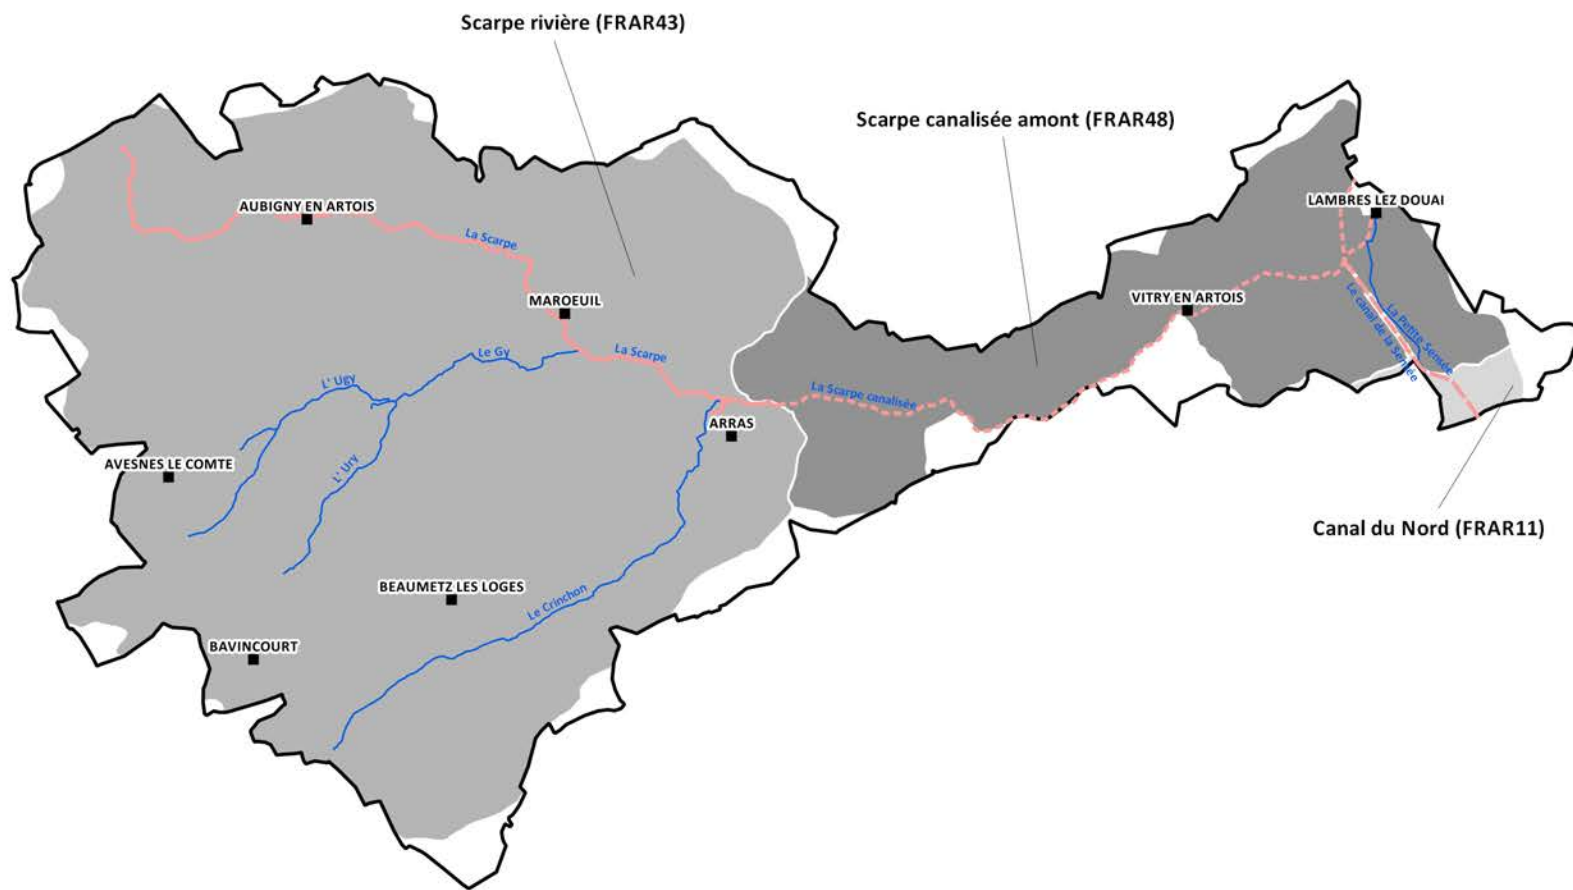 Scarpe rivière (FRAR43)
Scarpe canalisée amont (FRAR48)
LAMBRES LEZ DOUAI
AUBIGNY EN ARTOIS
La Scarpe
MAROEUIL
VITRY EN ARTOIS
Le canal de la Sensée
La Petite Sensée
La Scarpe
Le Gy
L' Ugy
La Scarpe canalisée
ARRAS
AVESNES LE COMTE
L' Ury
Canal du Nord (FRAR11)
BEAUMETZ LES LOGES
Le Crinchon
BAVINCOURT